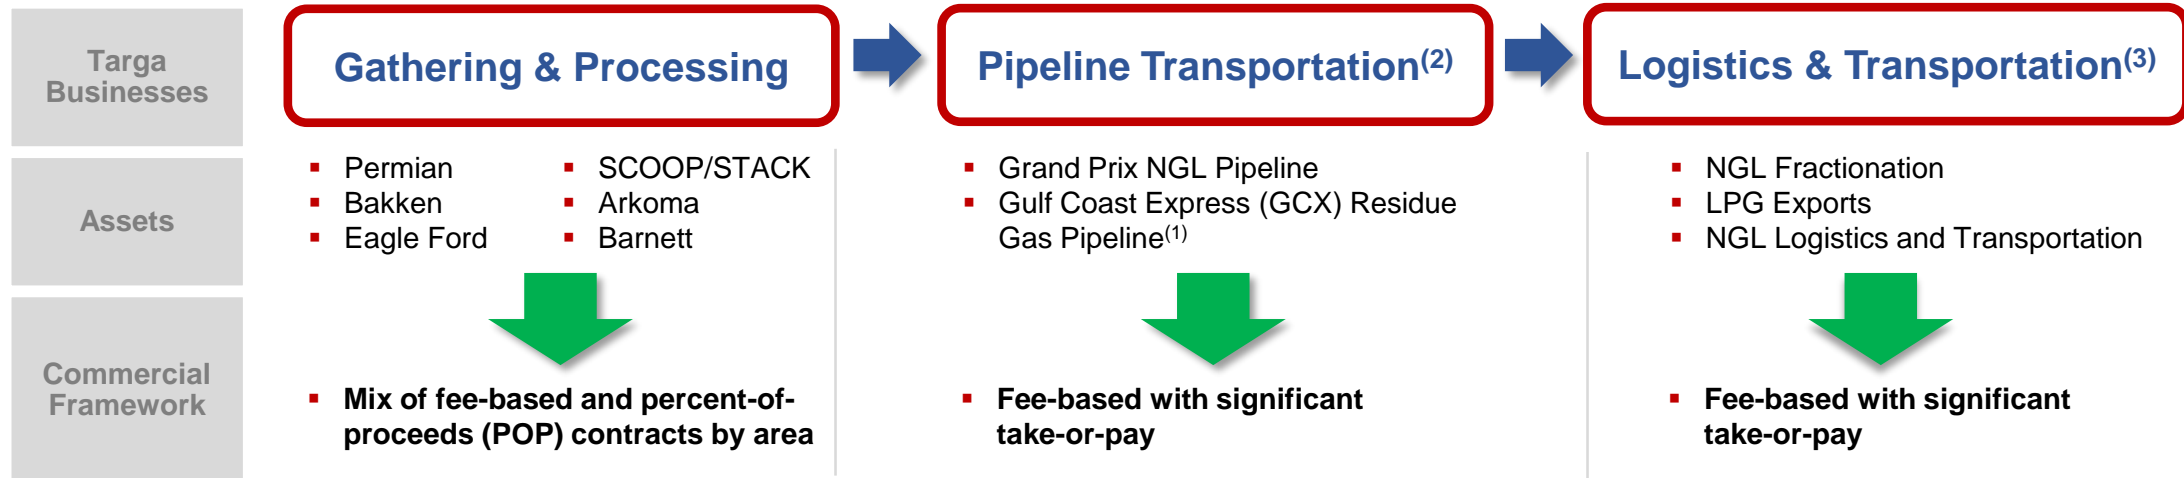 Targa
Businesses
Gathering & Processing
Pipeline Transportation(2)
Logistics & Transportation(3)
Assets
▪ Permian
▪ Bakken
▪ Eagle Ford
▪ SCOOP/STACK
▪ Arkoma
▪ Barnett
▪ Grand Prix NGL Pipeline
▪ Gulf Coast Express (GCX) Residue
Gas Pipeline(1)
▪ NGL Fractionation
▪ LPG Exports
▪ NGL Logistics and Transportation
Commercial
Framework
▪ Mix of fee-based and percent-of-
proceeds (POP) contracts by area
▪ Fee-based with significant
take-or-pay
▪ Fee-based with significant
take-or-pay